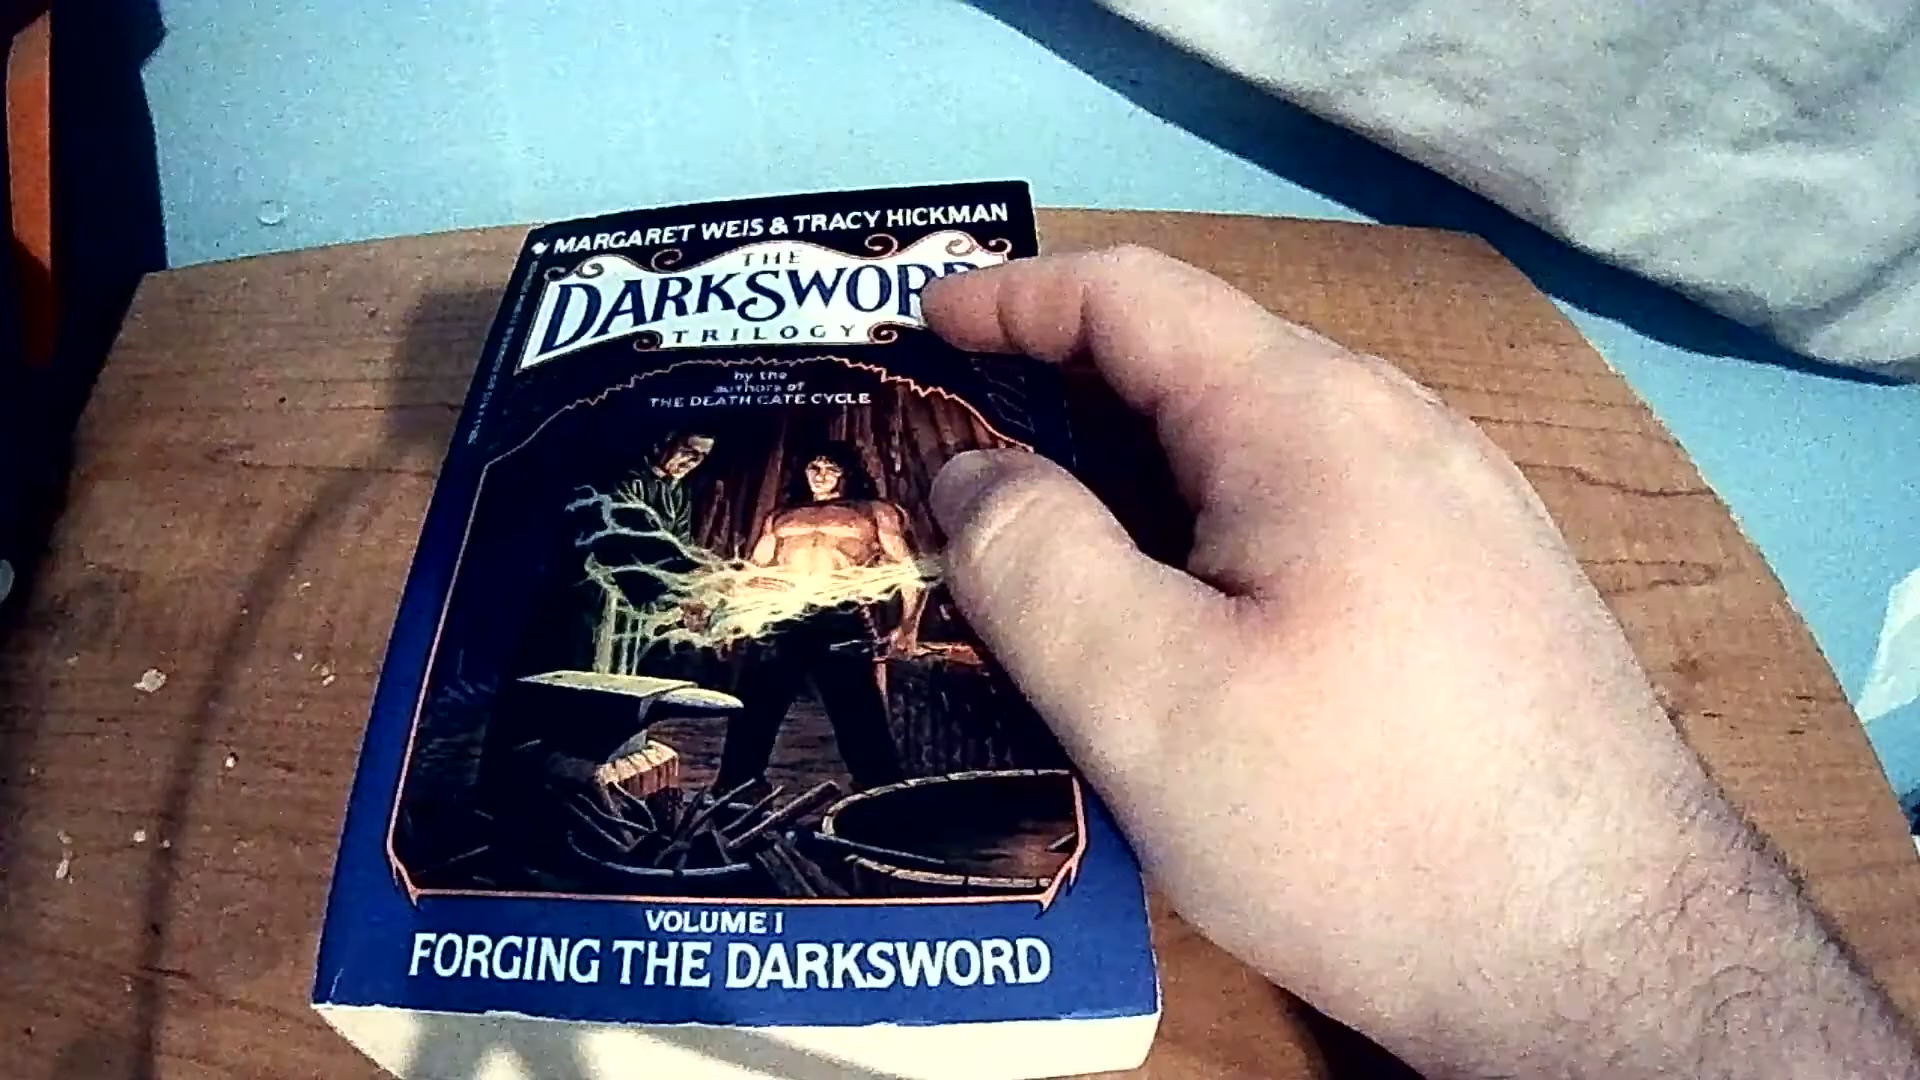 MARGARET WEIS & TRACY HICKMAN
THE
DARKSWORD
TRILOGY
by the
authors of
THE DEATH GATE CYCLE
VOLUME I
FORGING THE DARKSWORD